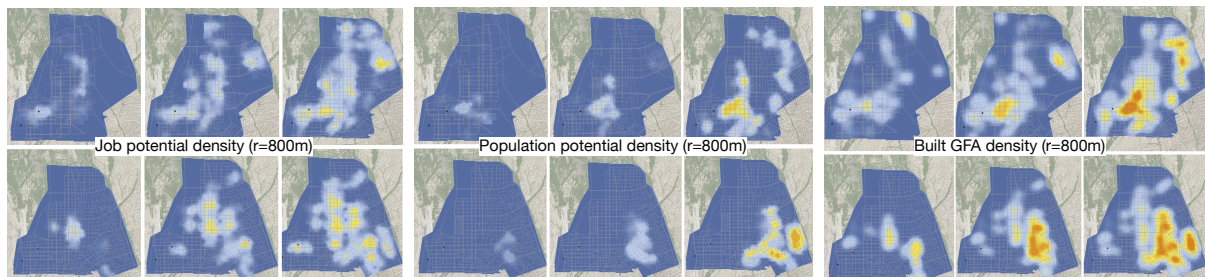 Job potential density (r=800m)
Population potential density (r=800m)
Built GFA density (r=800m)